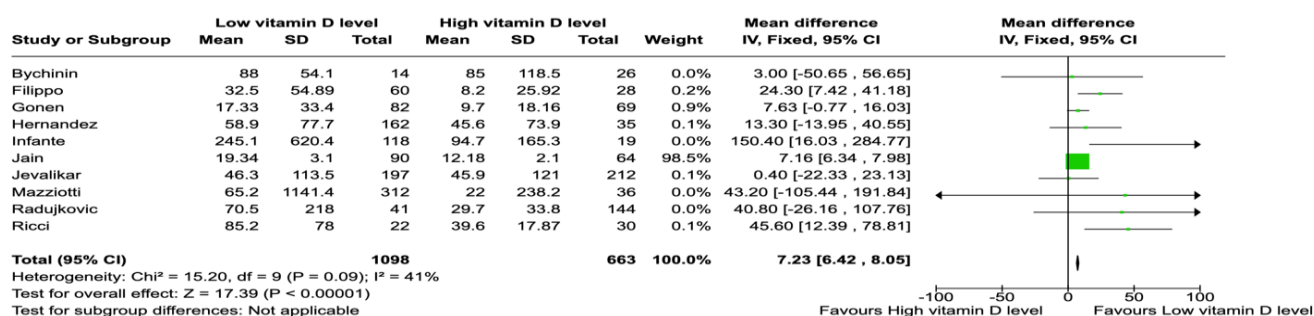 Low vitamin D level High vitamin D level Mean difference Mean difference
Study or Subgroup Mean SD Total Mean SD Total Weight IV, Fixed, 95% CI IV, Fixed, 95% CI
Bychinin 88 54.1 14 85 118.5 26 0.0% 3.00 [-50.65 , 56.65]
Filippo 32.5 54.89 60 8.2 25.92 28 0.2% 24.30 [7.42 , 41.18]
Gonen 17.33 33.4 82 9.7 18.16 69 0.9% 7.63 [-0.77 , 16.03]
Hernandez 58.9 77.7 162 45.6 73.9 35 0.1% 13.30 [-13.95 , 40.55]
Infante 245.1 620.4 118 94.7 165.3 19 0.0% 150.40 [16.03 , 284.77]
Jain 19.34 3.1 90 12.18 2.1 64 98.5% 7.16 [6.34 , 7.98]
Jevalikar 46.3 113.5 197 45.9 121 212 0.1% 0.40 [-22.33 , 23.13]
Mazziotti 65.2 1141.4 312 22 238.2 36 0.0% 43.20 [-105.44 , 191.84]
Radujkovic 70.5 218 41 29.7 33.8 144 0.0% 40.80 [-26.16 , 107.76]
Ricci 85.2 78 22 39.6 17.87 30 0.1% 45.60 [12.39 , 78.81]
Total (95% CI) 1098 663 100.0% 7.23 [6.42 , 8.05]
Heterogeneity: Chi² = 15.20, df = 9 (P = 0.09); I² = 41%
Test for overall effect: Z = 17.39 (P < 0.00001)
Test for subgroup differences: Not applicable
-100 -50 0 50 100
Favours High vitamin D level Favours Low vitamin D level